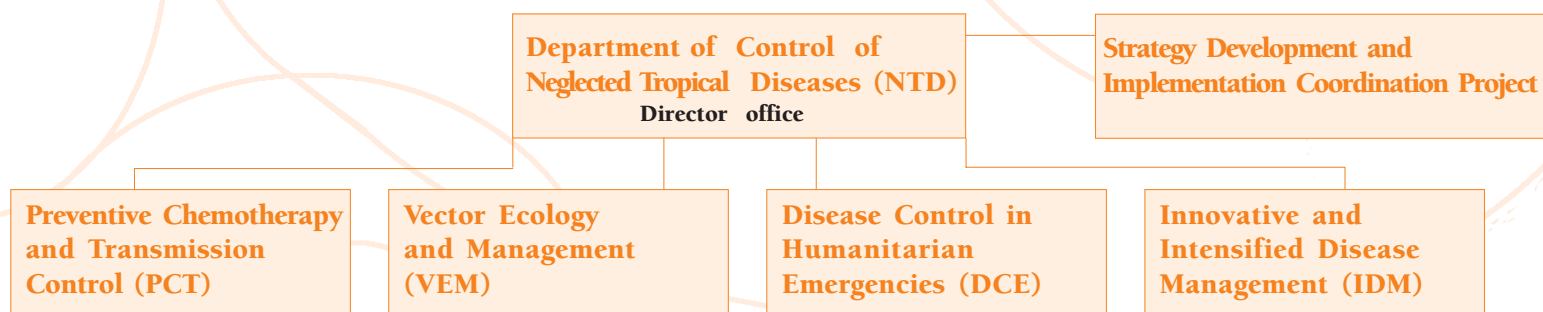 Department of Control of
Neglected Tropical Diseases (NTD)
Director office
Strategy Development and
Implementation Coordination Project
Preventive Chemotherapy
and Transmission
Control (PCT)
Vector Ecology
and Management
(VEM)
Disease Control in
Humanitarian
Emergencies (DCE)
Innovative and
Intensified Disease
Management (IDM)